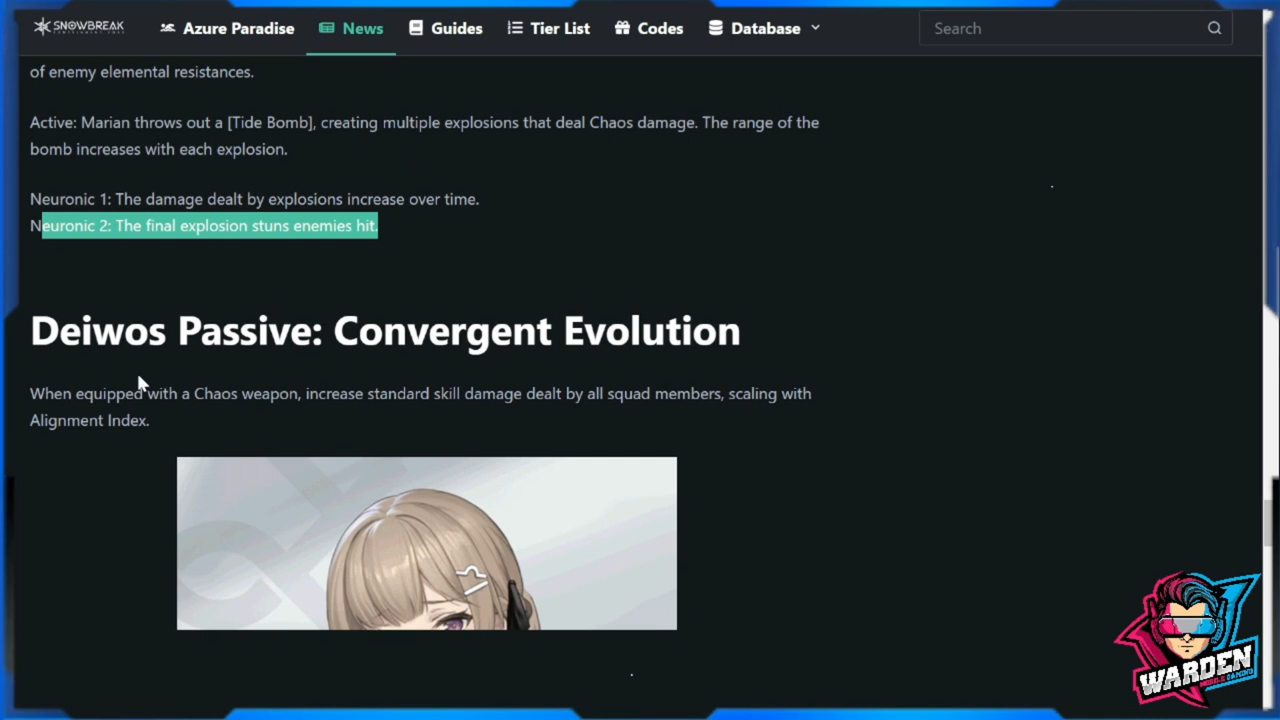 SNOWBREAK
Azure Paradise
News
Guides
Tier List
Codes
Database
Search
of enemy elemental resistances.
Active: Marian throws out a [Tide Bomb], creating multiple explosions that deal Chaos damage. The range of the
bomb increases with each explosion.
Neuronic 1: The damage dealt by explosions increase over time.
Neuronic 2: The final explosion stuns enemies hit.
Deiwos Passive: Convergent Evolution
When equipped with a Chaos weapon, increase standard skill damage dealt by all squad members, scaling with
Alignment Index.
WARDEN
MOBILE GAMING